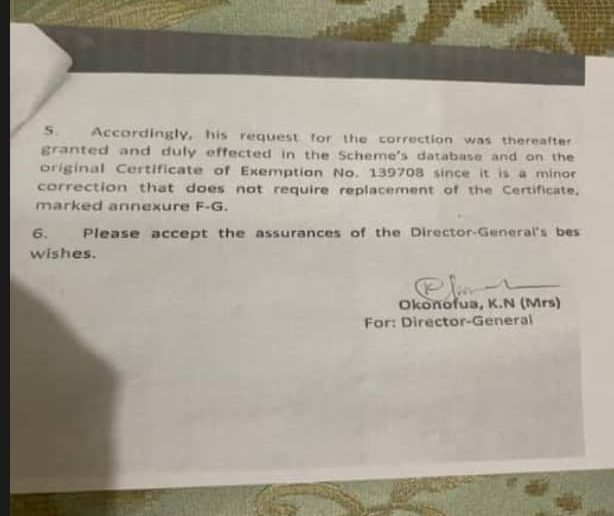 5. Accordingly, his request for the correction was thereafter
granted and duly effected in the Scheme's database and on the
original Certificate of Exemption No. 139708 since it is a minor
correction that does not require replacement of the Certificate,
marked annexure F-G.
6. Please accept the assurances of the Director-General's bes
wishes.
Okonofua, K.N (Mrs)
For: Director-General